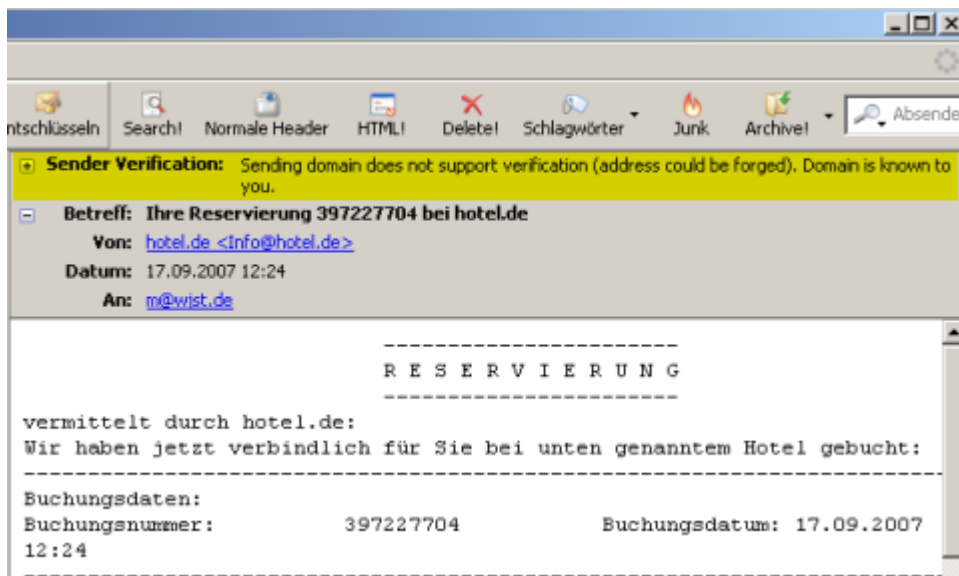 ntschlüsseln Search! Normale Header HTML! Delete! Schlagwörter Junk Archive! Absende
Sender Verification: Sending domain does not support verification (address could be forged). Domain is known to
you.
Betreff: Ihre Reservierung 397227704 bei hotel.de
Von: hotel.de <Info@hotel.de>
Datum: 17.09.2007 12:24
An: m@wjst.de
-----------------------
R E S E R V I E R U N G
-----------------------
vermittelt durch hotel.de:
Wir haben jetzt verbindlich für Sie bei unten genanntem Hotel gebucht:
------------------------------------------------------------------------
Buchungsdaten:
Buchungsnummer: 397227704 Buchungsdatum: 17.09.2007
12:24
------------------------------------------------------------------------